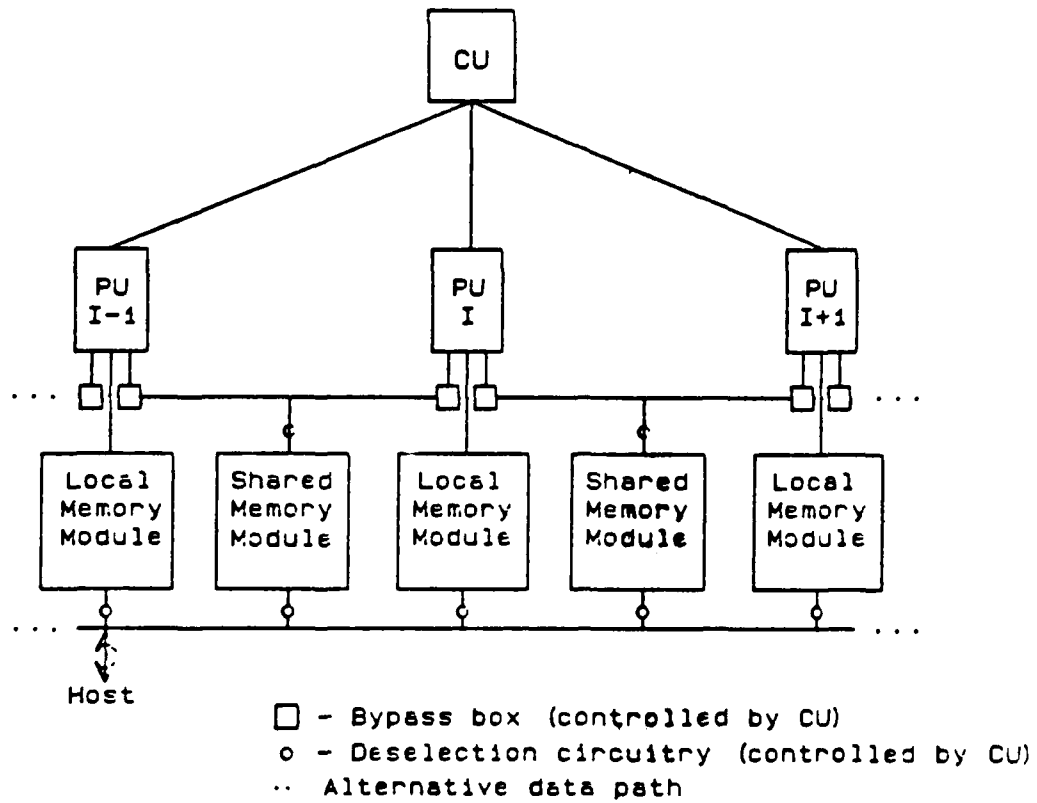 CU
PU
I-1
PU
I
PU
I+1
Local
Memory
Module
Shared
Memory
Module
Local
Memory
Module
Shared
Memory
Module
Local
Memory
Module
Host
- Bypass box (controlled by CU)
- Deselection circuitry (controlled by CU)
.. Alternative data path